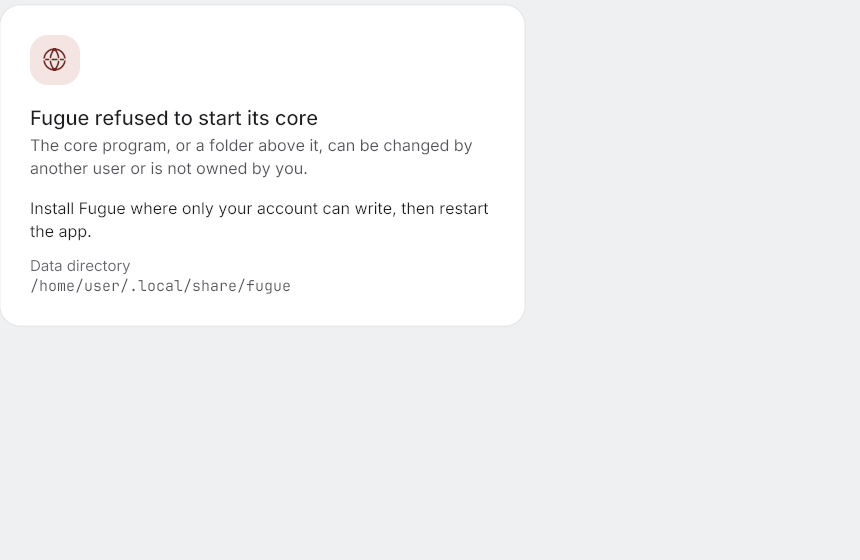 Fugue refused to start its core
The core program, or a folder above it, can be changed by
another user or is not owned by you.
Install Fugue where only your account can write, then restart
the app.
Data directory
/home/user/.local/share/fugue